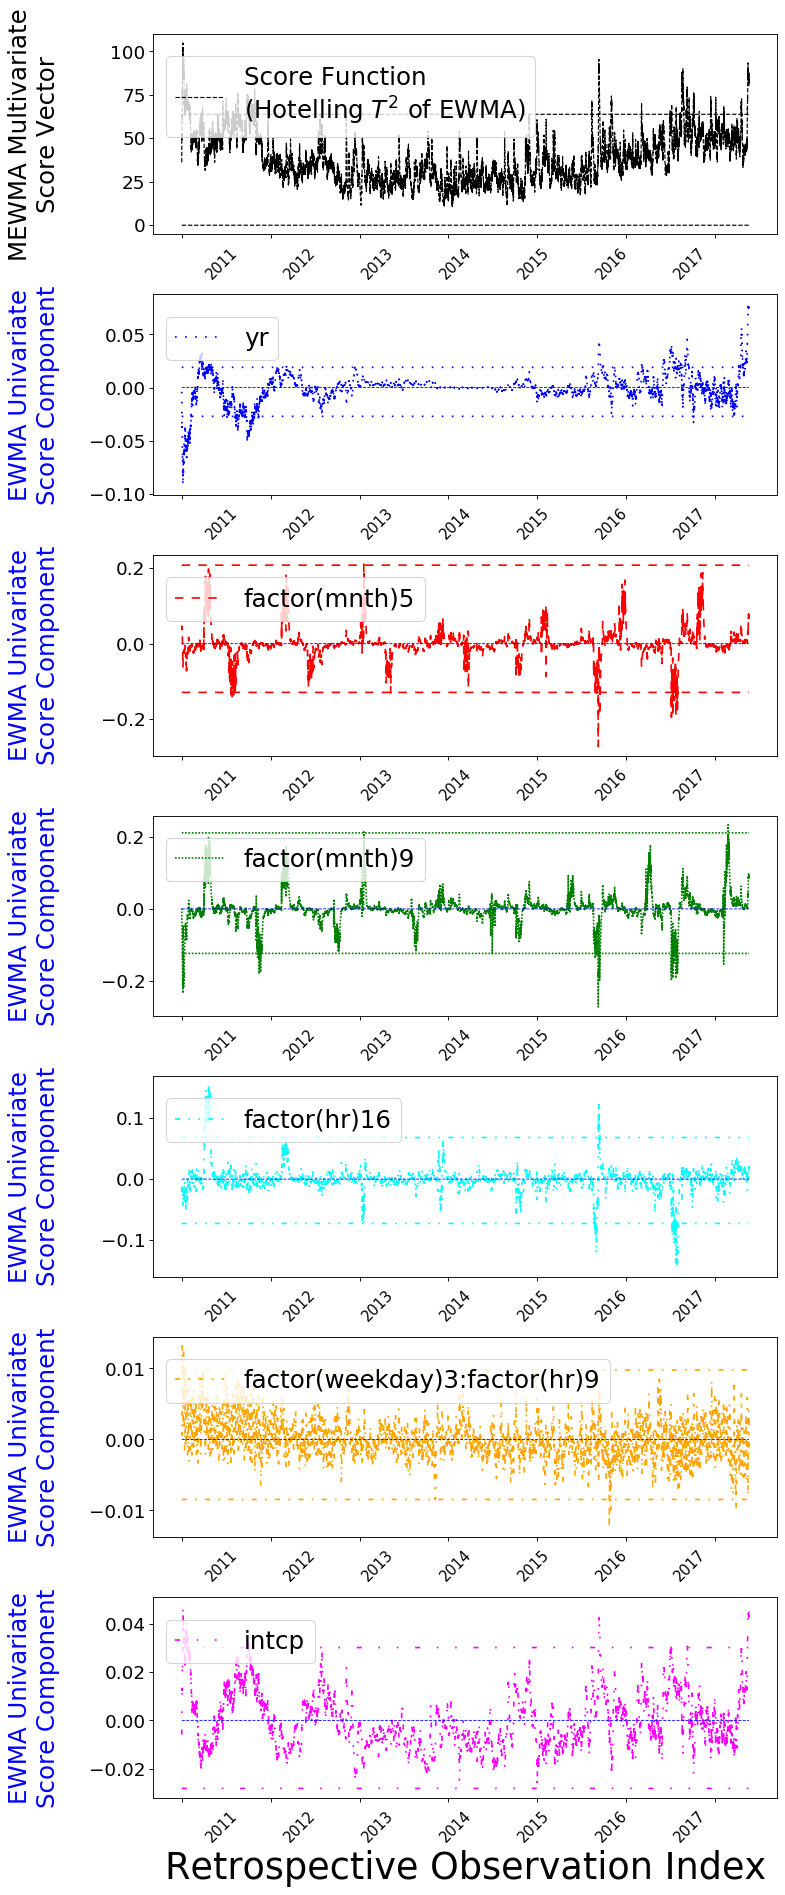 MEWMA Multivariate
Score Vector
100
75
50
25
0
Score Function
(Hotelling T² of EWMA)
2011 2012 2013 2014 2015 2016 2017
EWMA Univariate
Score Component
0.05
0.00
−0.05
−0.10
yr
2011 2012 2013 2014 2015 2016 2017
EWMA Univariate
Score Component
0.2
0.0
−0.2
factor(mnth)5
2011 2012 2013 2014 2015 2016 2017
EWMA Univariate
Score Component
0.2
0.0
−0.2
factor(mnth)9
2011 2012 2013 2014 2015 2016 2017
EWMA Univariate
Score Component
0.1
0.0
−0.1
factor(hr)16
2011 2012 2013 2014 2015 2016 2017
EWMA Univariate
Score Component
0.01
0.00
−0.01
factor(weekday)3:factor(hr)9
2011 2012 2013 2014 2015 2016 2017
EWMA Univariate
Score Component
0.04
0.02
0.00
−0.02
intcp
2011 2012 2013 2014 2015 2016 2017
Retrospective Observation Index